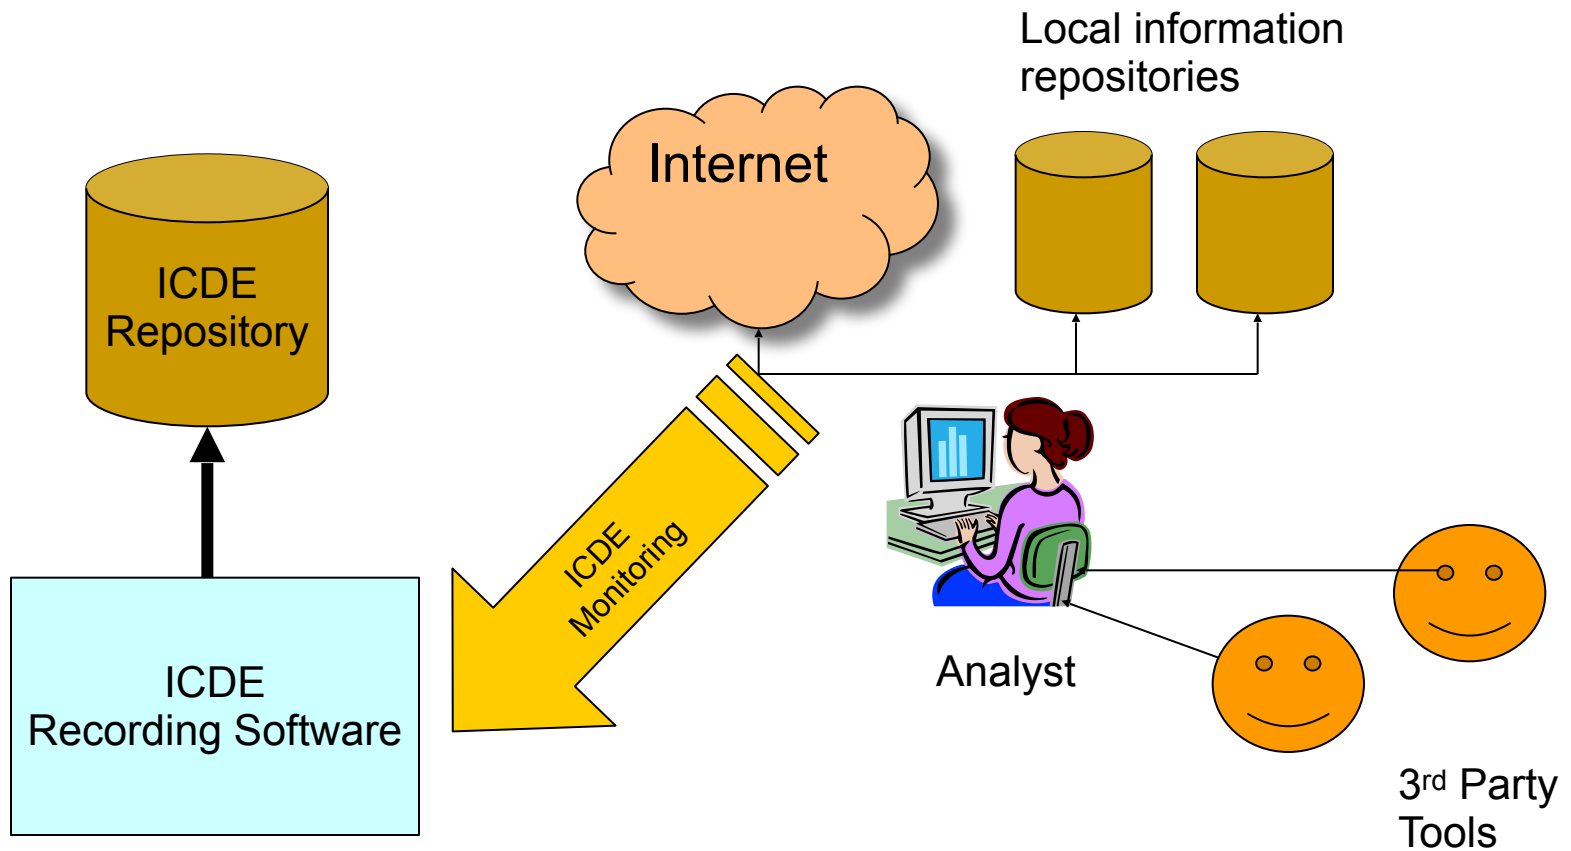 Local information
repositories
Internet
ICDE
Repository
ICDE
Monitoring
ICDE
Recording Software
Analyst
3rd Party
Tools